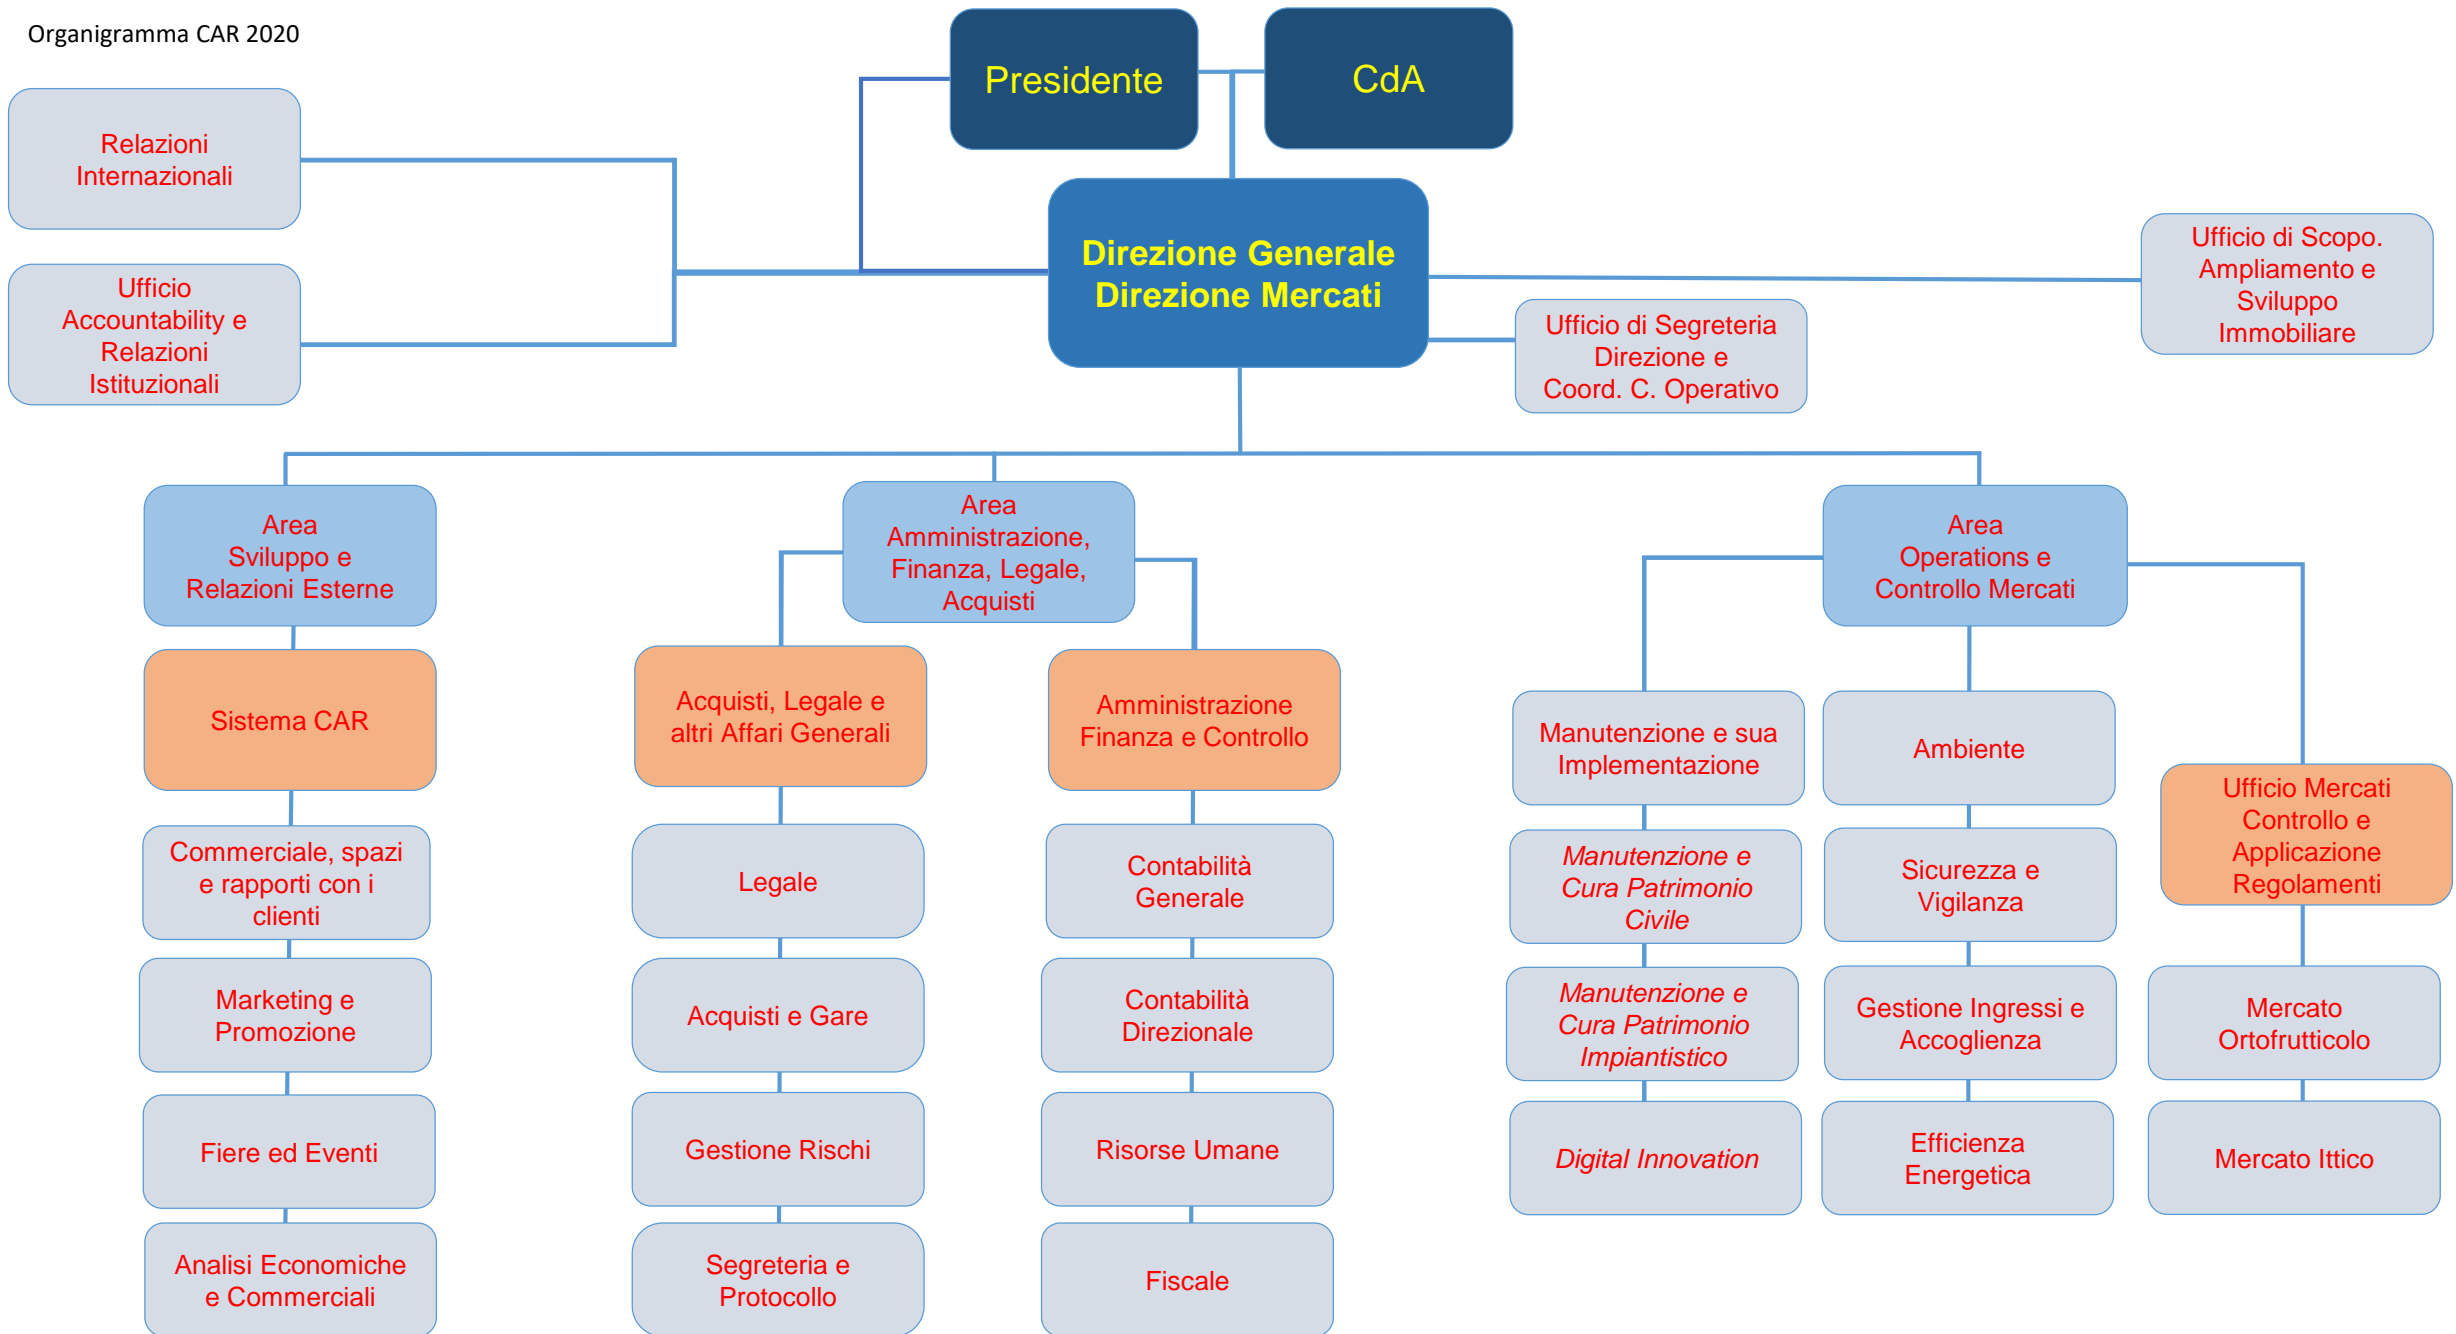 Organigramma CAR 2020
Presidente
CdA
Relazioni
Internazionali
Ufficio
Accountability e
Relazioni
Istituzionali
Direzione Generale
Direzione Mercati
Ufficio di Segreteria
Direzione e
Coord. C. Operativo
Ufficio di Scopo.
Ampliamento e
Sviluppo
Immobiliare
Area
Sviluppo e
Relazioni Esterne
Area
Amministrazione,
Finanza, Legale,
Acquisti
Area
Operations e
Controllo Mercati
Sistema CAR
Commerciale, spazi
e rapporti con i
clienti
Marketing e
Promozione
Fiere ed Eventi
Analisi Economiche
e Commerciali
Acquisti, Legale e
altri Affari Generali
Legale
Acquisti e Gare
Gestione Rischi
Segreteria e
Protocollo
Amministrazione
Finanza e Controllo
Contabilità
Generale
Contabilità
Direzionale
Risorse Umane
Fiscale
Manutenzione e sua
Implementazione
Manutenzione e
Cura Patrimonio
Civile
Manutenzione e
Cura Patrimonio
Impiantistico
Digital Innovation
Ambiente
Sicurezza e
Vigilanza
Gestione Ingressi e
Accoglienza
Efficienza
Energetica
Ufficio Mercati
Controllo e
Applicazione
Regolamenti
Mercato
Ortofrutticolo
Mercato Ittico